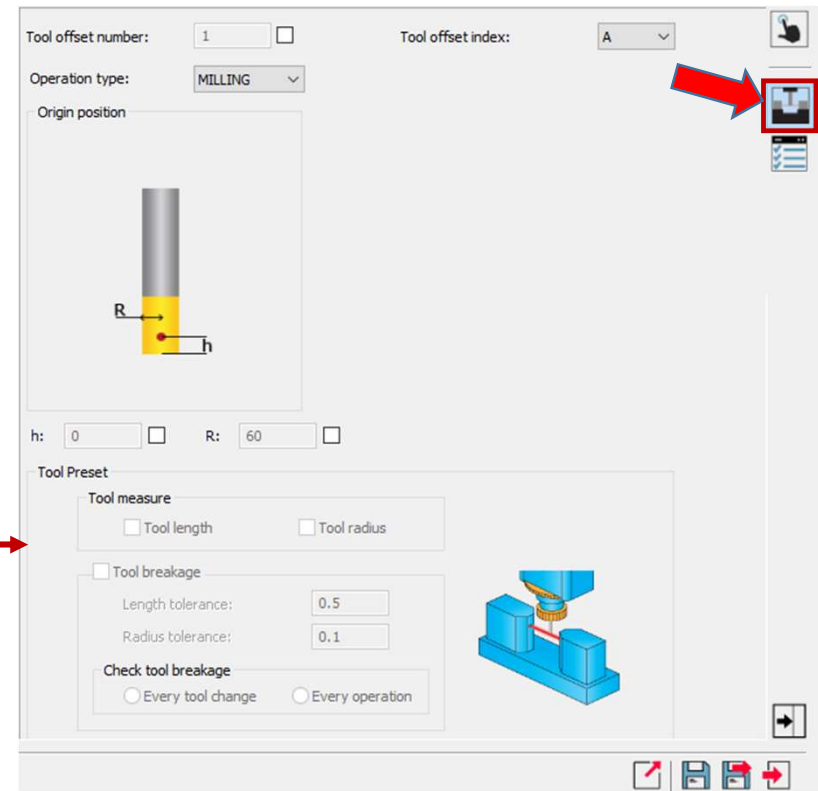 Tool offset number: 1 Tool offset index: A
Operation type: MILLING
Origin position
R
h
h: 0 R: 60
Tool Preset
Tool measure
Tool length Tool radius
Tool breakage
Length tolerance: 0.5
Radius tolerance: 0.1
Check tool breakage
Every tool change Every operation